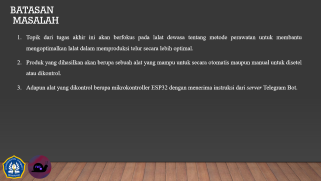 BATASAN
MASALAH
1. Topik dari tugas akhir ini akan berfokus pada lalat dewasa tentang metode perawatan untuk membantu
mengoptimalkan lalat dalam memproduksi telur secara lebih optimal.
2. Produk yang dihasilkan akan berupa sebuah alat yang mampu untuk secara otomatis maupun manual untuk disetel
atau dikontrol.
3. Adapun alat yang dikontrol berupa mikrokontroller ESP32 dengan menerima instruksi dari server Telegram Bot.